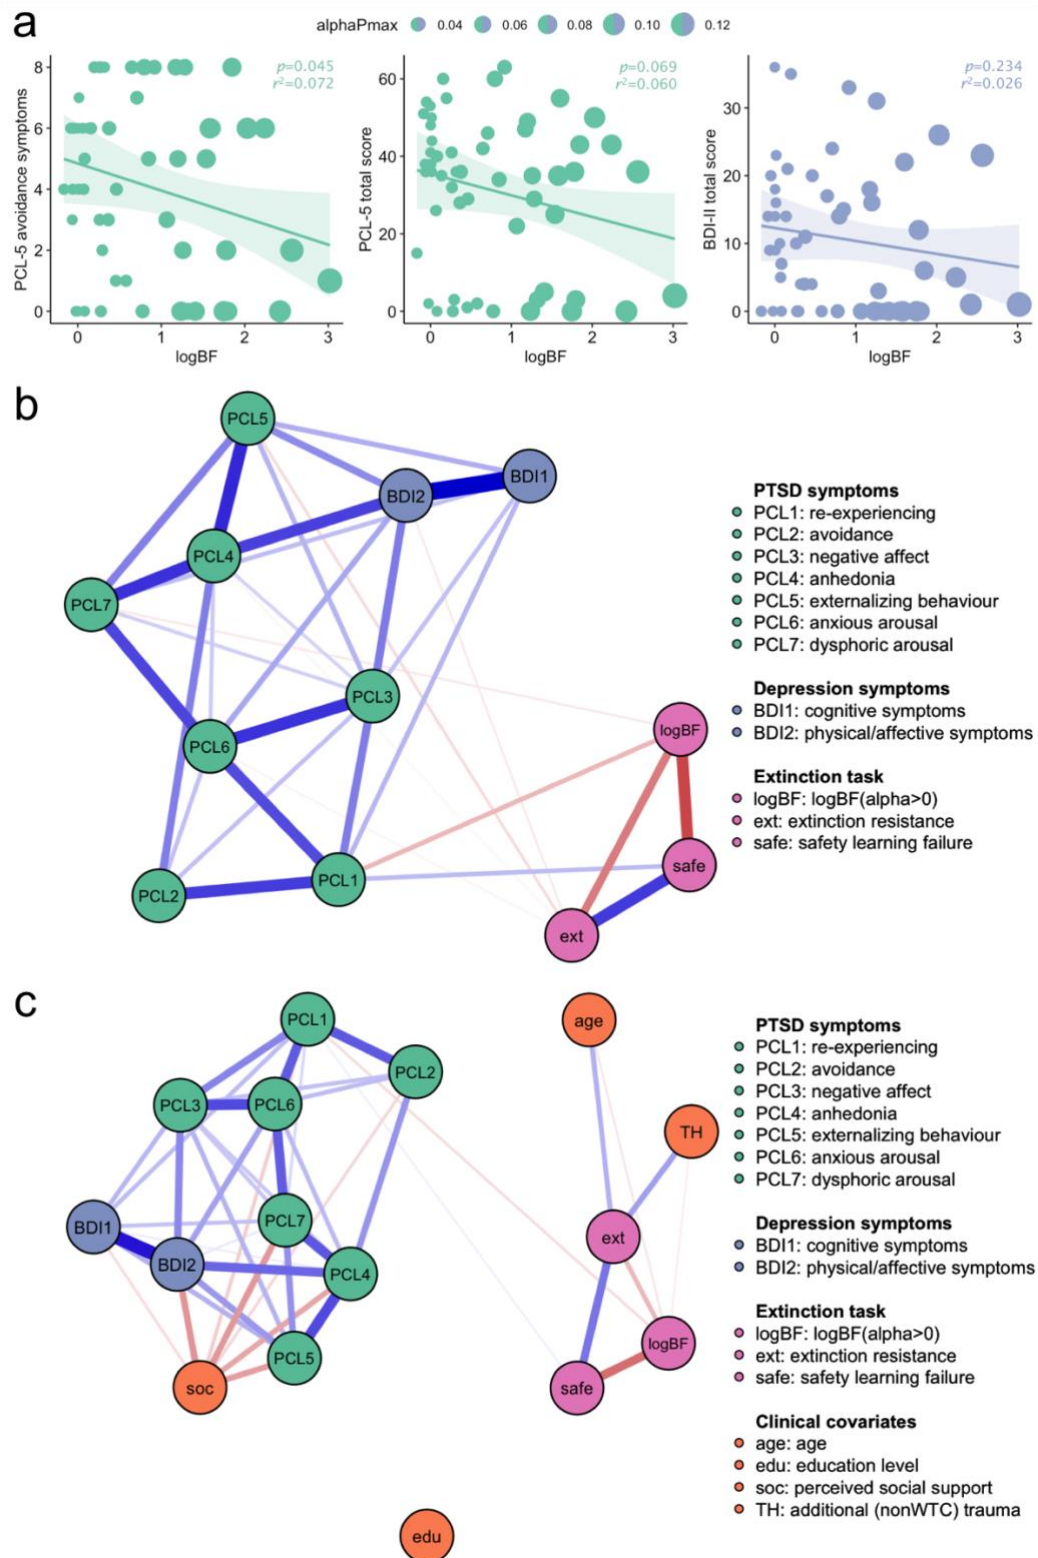 a
alphaPmax 0.04 0.06 0.08 0.10 0.12
p=0.045
r²=0.072
PCL-5 avoidance symptoms
8
6
4
2
0
0 1 2 3
logBF
p=0.069
r²=0.060
PCL-5 total score
60
40
20
0
0 1 2 3
logBF
p=0.234
r²=0.026
BDI-II total score
30
20
10
0
0 1 2 3
logBF
b
PCL5
BDI1
BDI2
PCL4
PCL7
PCL3
PCL6
PCL2
PCL1
logBF
safe
ext
PTSD symptoms
PCL1: re-experiencing
PCL2: avoidance
PCL3: negative affect
PCL4: anhedonia
PCL5: externalizing behaviour
PCL6: anxious arousal
PCL7: dysphoric arousal
Depression symptoms
BDI1: cognitive symptoms
BDI2: physical/affective symptoms
Extinction task
logBF: logBF(alpha>0)
ext: extinction resistance
safe: safety learning failure
c
PCL1
PCL2
PCL3
PCL6
BDI1
PCL7
BDI2
PCL4
PCL5
soc
age
TH
ext
logBF
safe
edu
PTSD symptoms
PCL1: re-experiencing
PCL2: avoidance
PCL3: negative affect
PCL4: anhedonia
PCL5: externalizing behaviour
PCL6: anxious arousal
PCL7: dysphoric arousal
Depression symptoms
BDI1: cognitive symptoms
BDI2: physical/affective symptoms
Extinction task
logBF: logBF(alpha>0)
ext: extinction resistance
safe: safety learning failure
Clinical covariates
age: age
edu: education level
soc: perceived social support
TH: additional (nonWTC) trauma